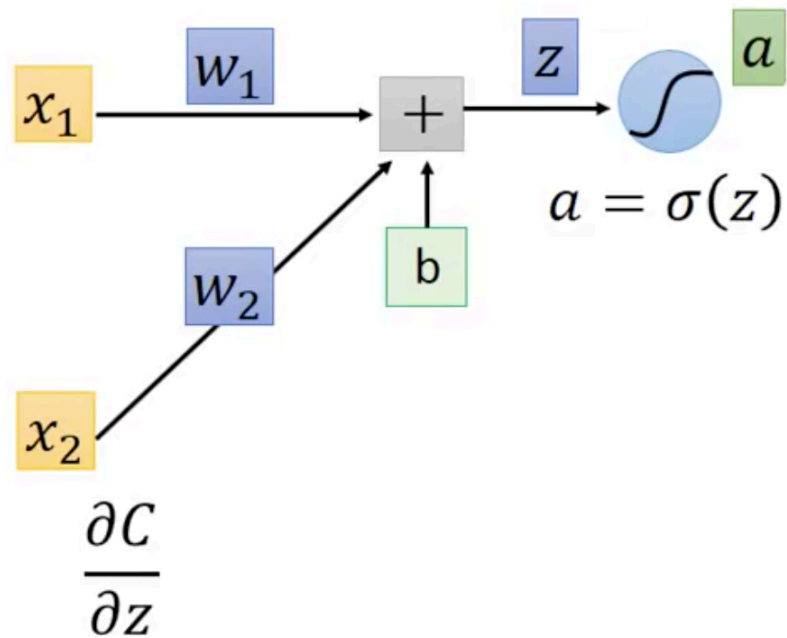 w₁
z
a
x₁
+
a = σ(z)
b
w₂
x₂
∂C
∂z